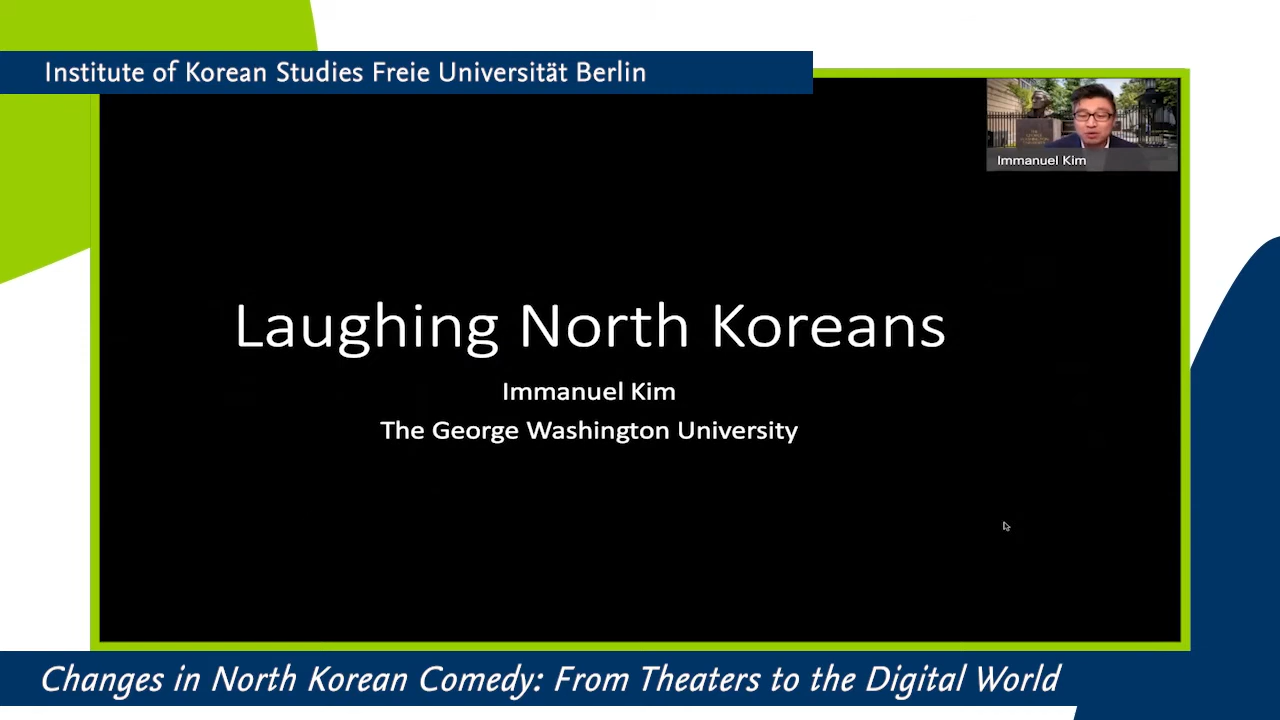 Institute of Korean Studies Freie Universität Berlin
Immanuel Kim
Laughing North Koreans
Immanuel Kim
The George Washington University
Changes in North Korean Comedy: From Theaters to the Digital World